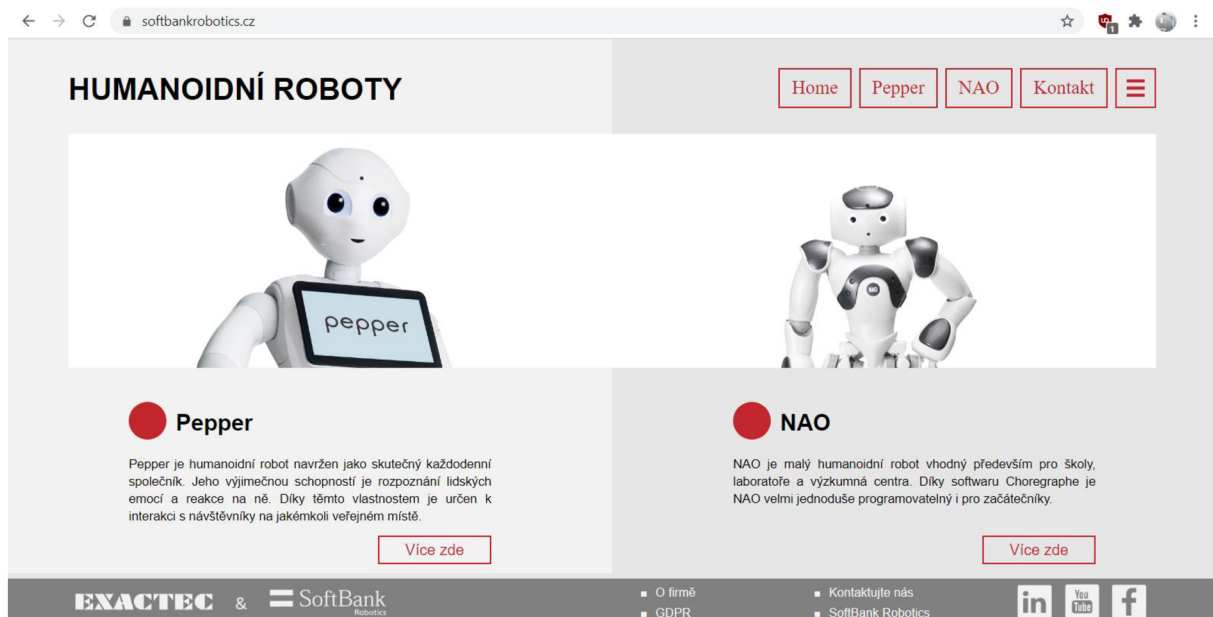 softbankrobotics.cz
1
HUMANOIDNÍ ROBOTY
Home Pepper NAO Kontakt
pepper
NAO
Pepper
Pepper je humanoidní robot navržen jako skutečný každodenní
společník. Jeho výjimečnou schopností je rozpoznání lidských
emocí a reakce na ně. Díky těmto vlastnostem je určen k
interakci s návštěvníky na jakémkoli veřejném místě.
Více zde
NAO
NAO je malý humanoidní robot vhodný především pro školy,
laboratoře a výzkumná centra. Díky softwaru Choregraphe je
NAO velmi jednoduše programovatelný i pro začátečníky.
Více zde
EXACTEC & SoftBank
Robotics
O firmě
GDPR
Kontaktujte nás
SoftBank Robotics
in
You
Tube
f